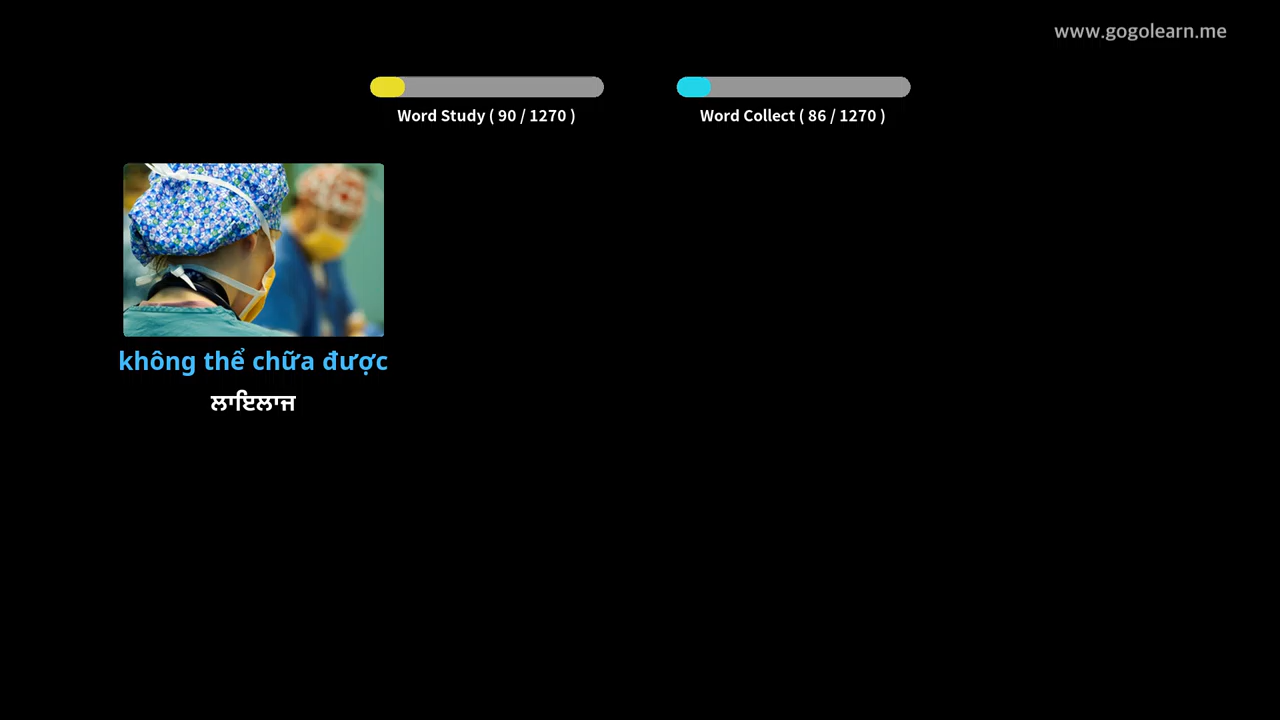 www.gogolearn.me
Word Study ( 90 / 1270 )
Word Collect ( 86 / 1270 )
không thể chữa được
ਲਾਇਲਾਜ